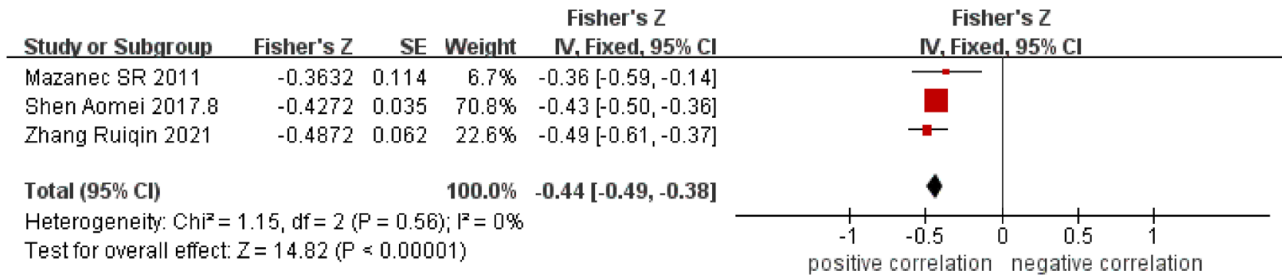 Fisher's Z Fisher's Z
Study or Subgroup Fisher's Z SE Weight IV, Fixed, 95% CI IV, Fixed, 95% CI
Mazanec SR 2011 -0.3632 0.114 6.7% -0.36 [-0.59, -0.14]
Shen Aomei 2017.8 -0.4272 0.035 70.8% -0.43 [-0.50, -0.36]
Zhang Ruiqin 2021 -0.4872 0.062 22.6% -0.49 [-0.61, -0.37]
Total (95% CI) 100.0% -0.44 [-0.49, -0.38]
Heterogeneity: Chi² = 1.15, df = 2 (P = 0.56); I² = 0%
Test for overall effect: Z = 14.82 (P < 0.00001)
-1 -0.5 0 0.5 1
positive correlation negative correlation